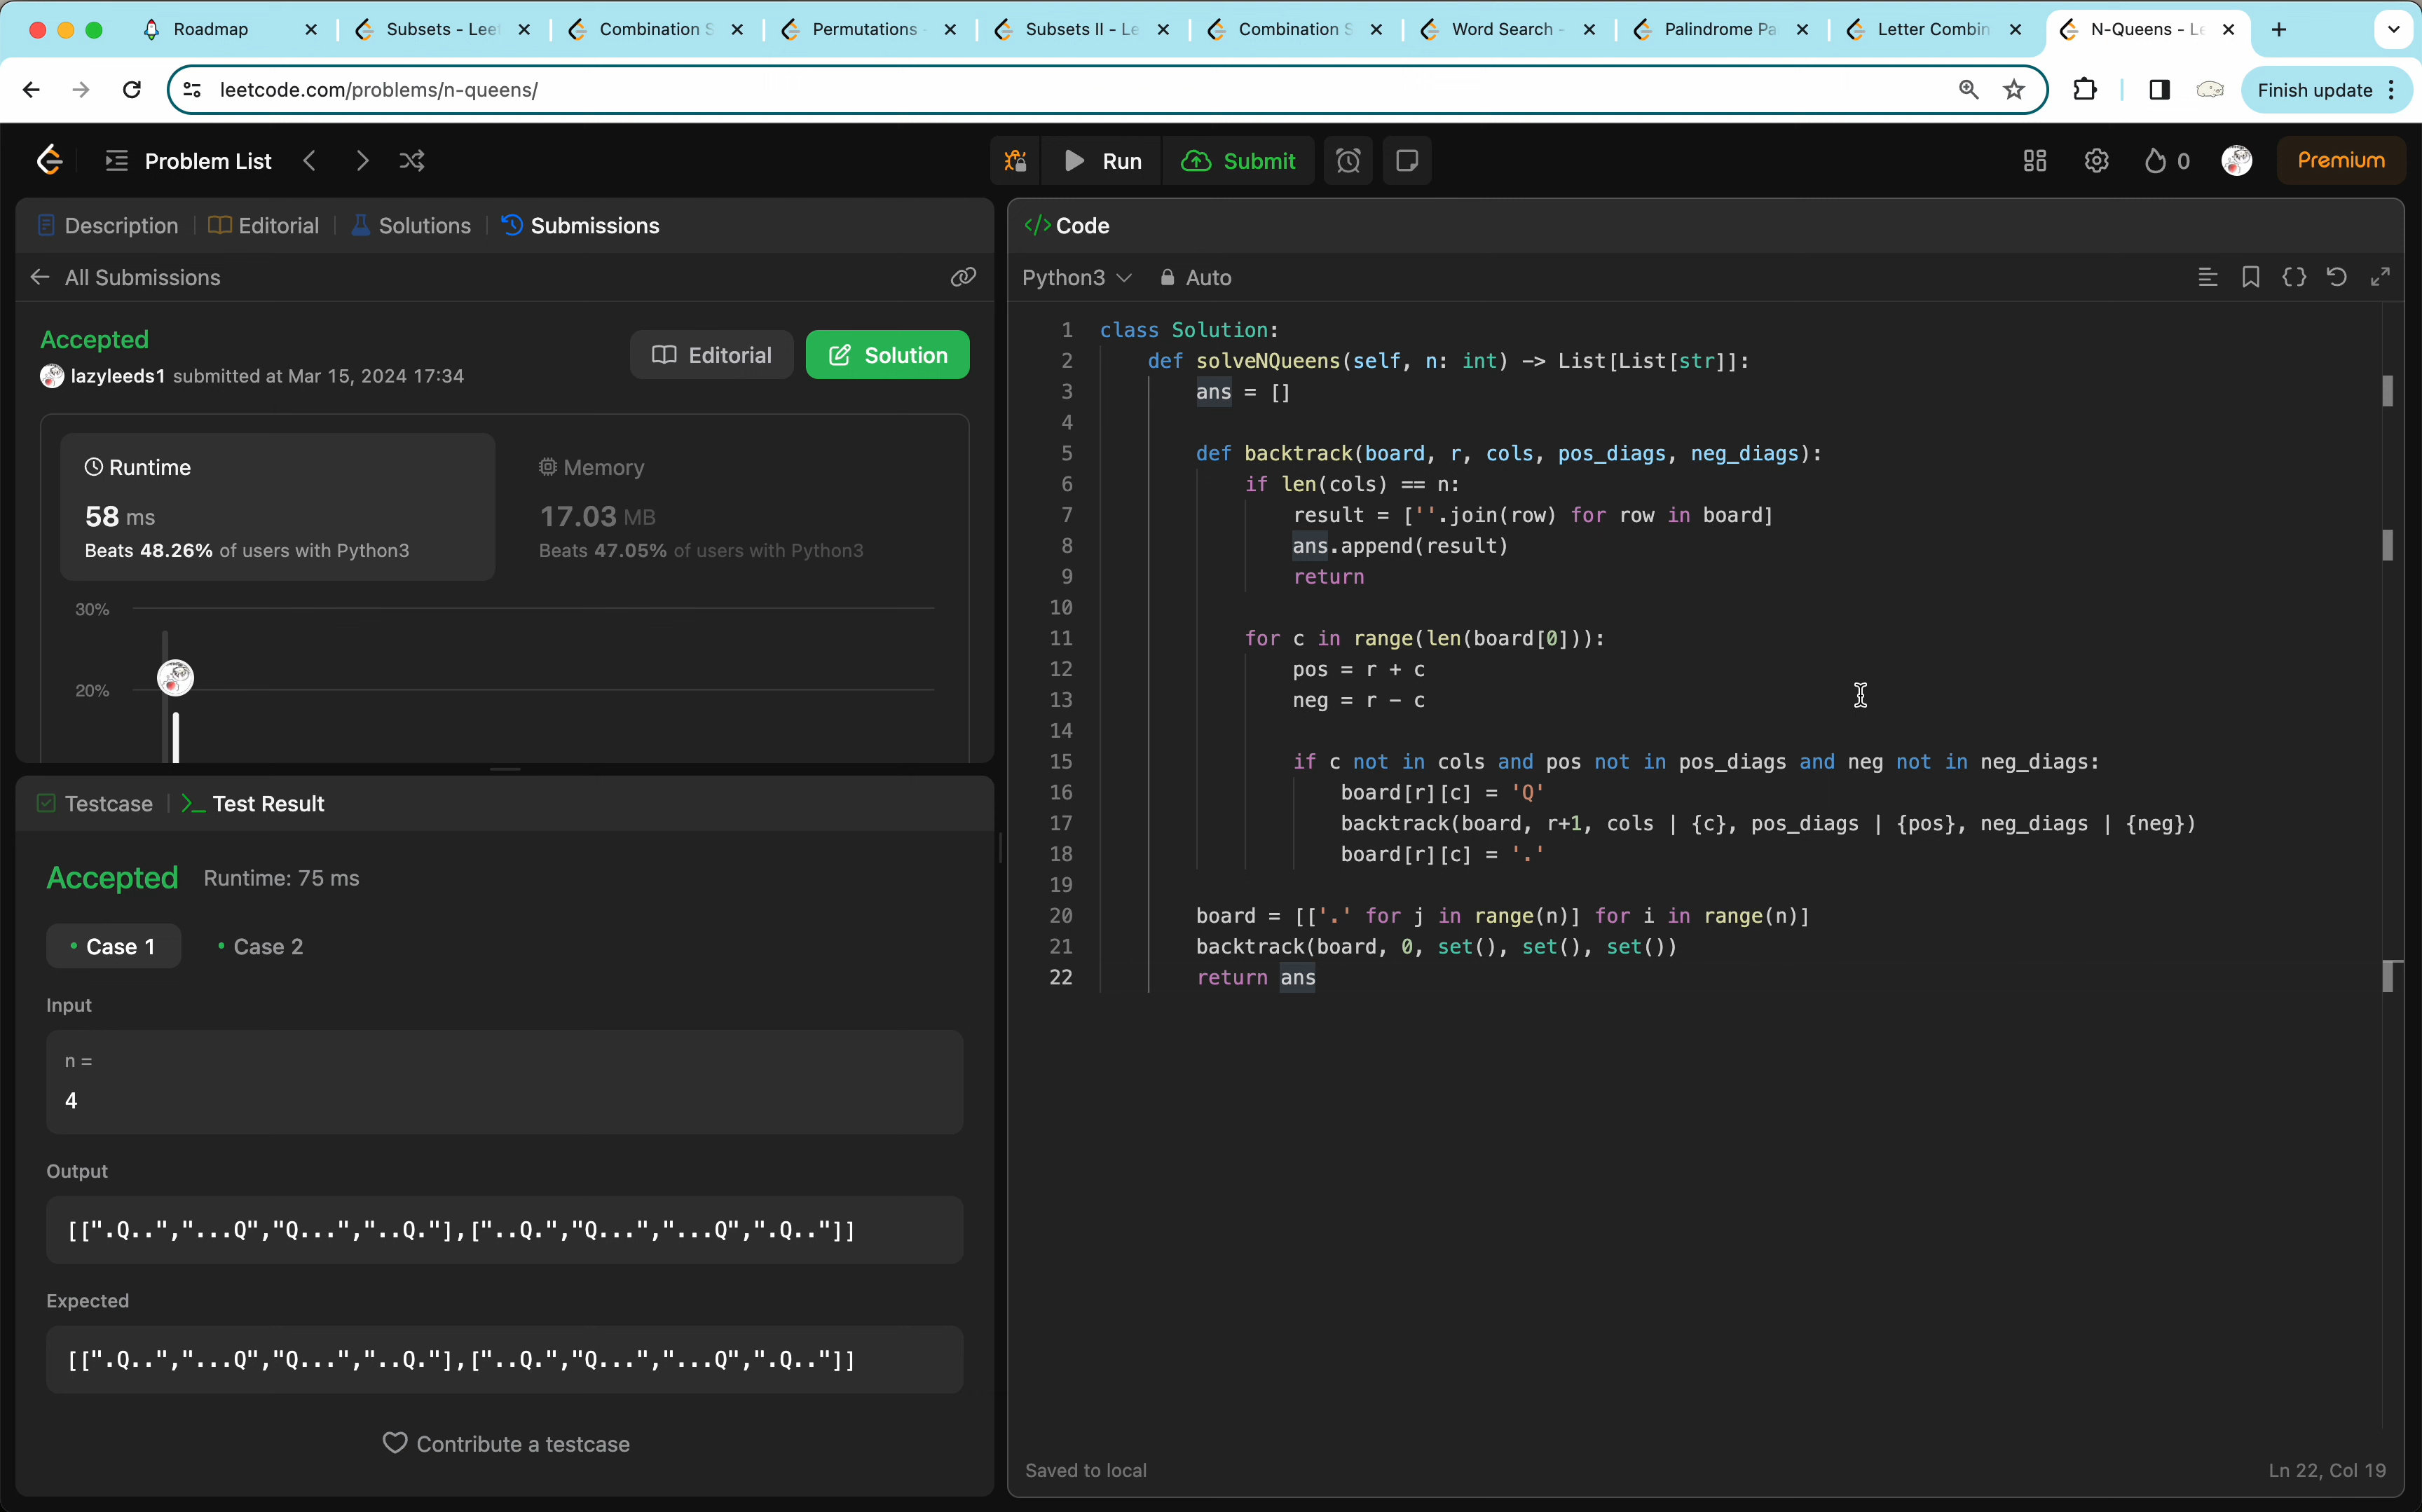 Roadmap
Subsets - Lee
Combination S
Permutations -
Subsets II - Le
Combination S
Word Search -
Palindrome Pa
Letter Combin
N-Queens - Le
leetcode.com/problems/n-queens/
Finish update
Problem List
Run
Submit
0
Premium
Description
Editorial
Solutions
Submissions
All Submissions
Accepted
lazyleeds1 submitted at Mar 15, 2024 17:34
Editorial
Solution
Runtime
58 ms
Beats 48.26% of users with Python3
Memory
17.03 MB
Beats 47.05% of users with Python3
30%
20%
Testcase
>_ Test Result
Accepted
Runtime: 75 ms
• Case 1
• Case 2
Input
n =
4
Output
[[".Q..","...Q","Q...","..Q."],["..Q.","Q...","...Q",".Q.."]]
Expected
[[".Q..","...Q","Q...","..Q."],["..Q.","Q...","...Q",".Q.."]]
Contribute a testcase
</> Code
Python3
Auto
1 class Solution:
2     def solveNQueens(self, n: int) -> List[List[str]]:
3         ans = []
4
5         def backtrack(board, r, cols, pos_diags, neg_diags):
6             if len(cols) == n:
7                 result = [''.join(row) for row in board]
8                 ans.append(result)
9                 return
10
11             for c in range(len(board[0])):
12                 pos = r + c
13                 neg = r - c
14
15                 if c not in cols and pos not in pos_diags and neg not in neg_diags:
16                     board[r][c] = 'Q'
17                     backtrack(board, r+1, cols | {c}, pos_diags | {pos}, neg_diags | {neg})
18                     board[r][c] = '.'
19
20         board = [['.' for j in range(n)] for i in range(n)]
21         backtrack(board, 0, set(), set(), set())
22         return ans
Saved to local
Ln 22, Col 19